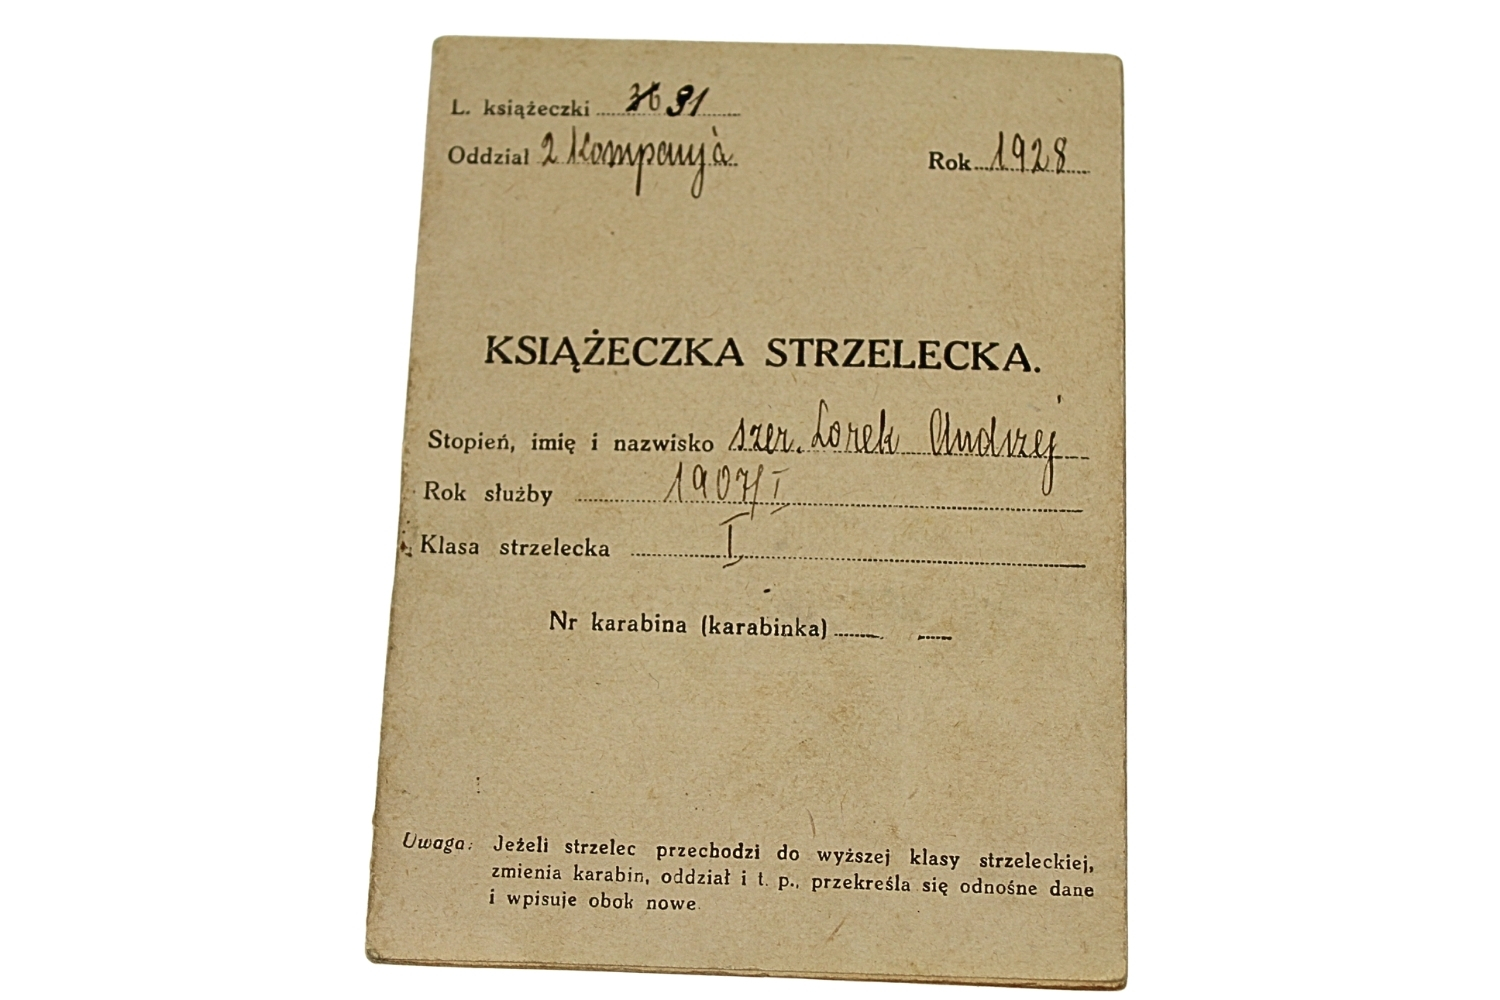 L. książeczki 36 91
Oddział 2 Kompanja
Rok 1928
KSIĄŻECZKA STRZELECKA.
Stopień, imię i nazwisko szer. Lorek Andrzej
Rok służby 1907/I
Klasa strzelecka I
Nr karabina (karabinka)
Uwaga: Jeżeli strzelec przechodzi do wyższej klasy strzeleckiej,
zmienia karabin, oddział i t. p., przekreśla się odnośne dane
i wpisuje obok nowe.